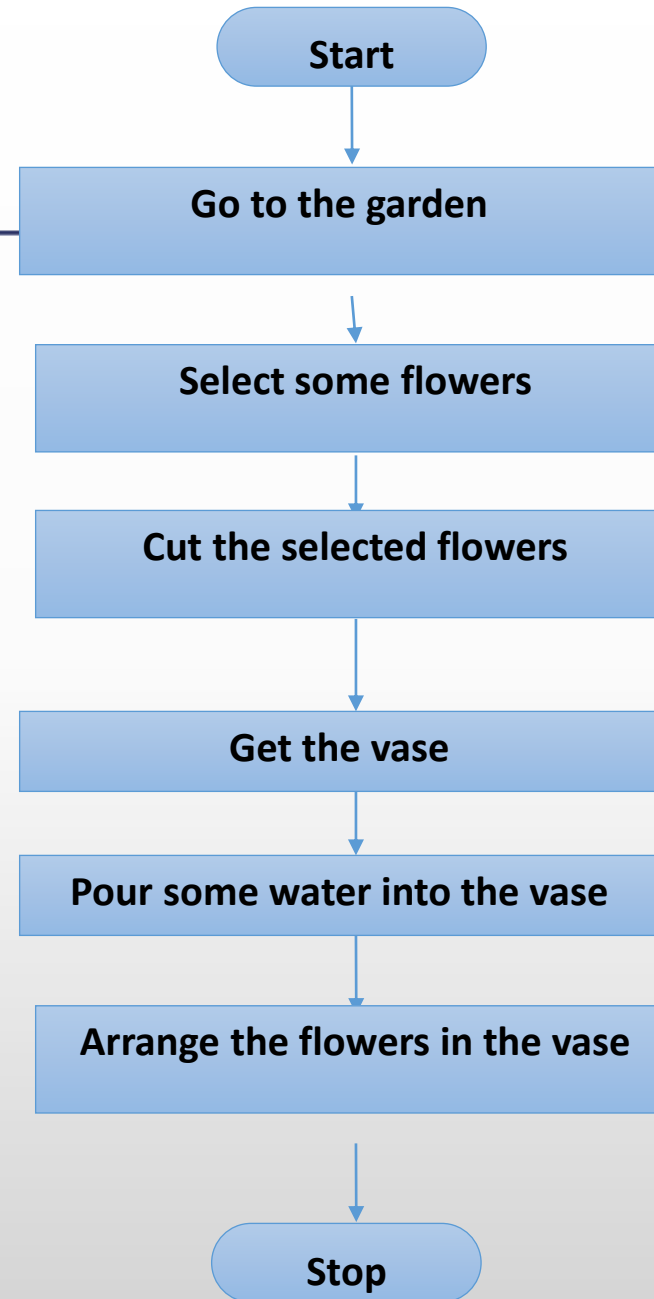 Start
Go to the garden
Select some flowers
Cut the selected flowers
Get the vase
Pour some water into the vase
Arrange the flowers in the vase
Stop